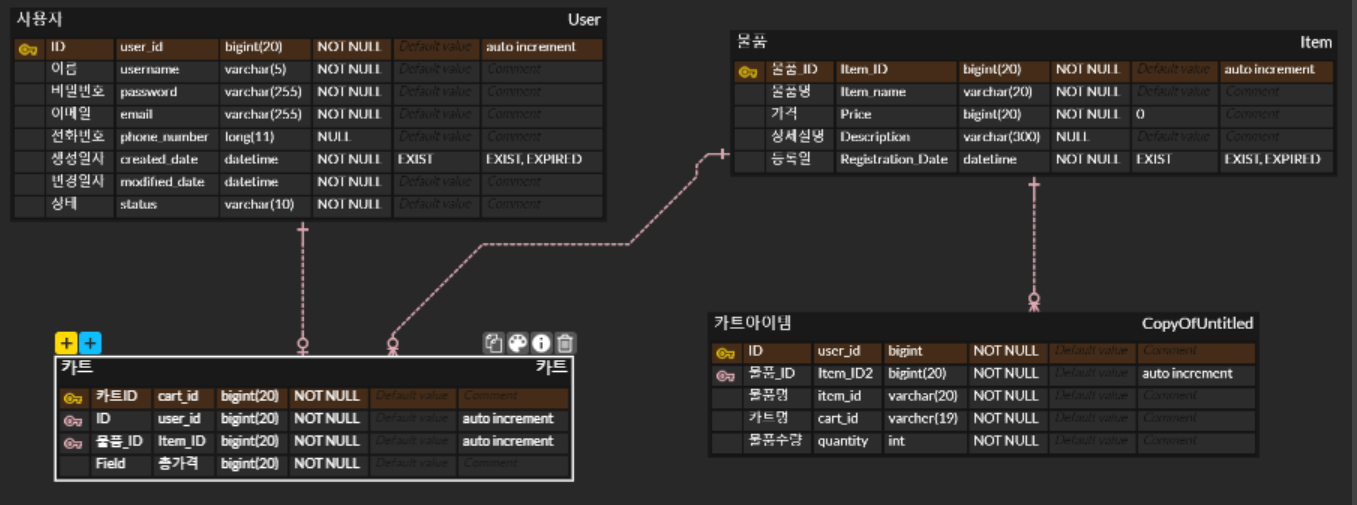 사용자 User
ID user_id bigint(20) NOT NULL Default value auto increment
이름 username varchar(5) NOT NULL Default value Comment
비밀번호 password varchar(255) NOT NULL Default value Comment
이메일 email varchar(255) NOT NULL Default value Comment
전화번호 phone_number long(11) NULL Default value Comment
생성일자 created_date datetime NOT NULL EXIST EXIST, EXPIRED
변경일자 modified_date datetime NOT NULL Default value Comment
상태 status varchar(10) NOT NULL Default value Comment
물품 Item
물품_ID Item_ID bigint(20) NOT NULL Default value auto increment
물품명 Item_name varchar(20) NOT NULL Default value Comment
가격 Price bigint(20) NOT NULL 0 Comment
상세설명 Description varchar(300) NULL Default value Comment
등록일 Registration_Date datetime NOT NULL EXIST EXIST, EXPIRED
카트 카트
카트ID cart_id bigint(20) NOT NULL Default value Comment
ID user_id bigint(20) NOT NULL Default value auto increment
물품_ID Item_ID bigint(20) NOT NULL Default value auto increment
Field 총가격 bigint(20) NOT NULL Default value Comment
카트아이템 CopyOfUntitled
ID user_id bigint NOT NULL Default value Comment
물품_ID Item_ID2 bigint(20) NOT NULL Default value auto increment
물품명 item_id varchar(20) NOT NULL Default value Comment
카트명 cart_id varcher(19) NOT NULL Default value Comment
물품수량 quantity int NOT NULL Default value Comment